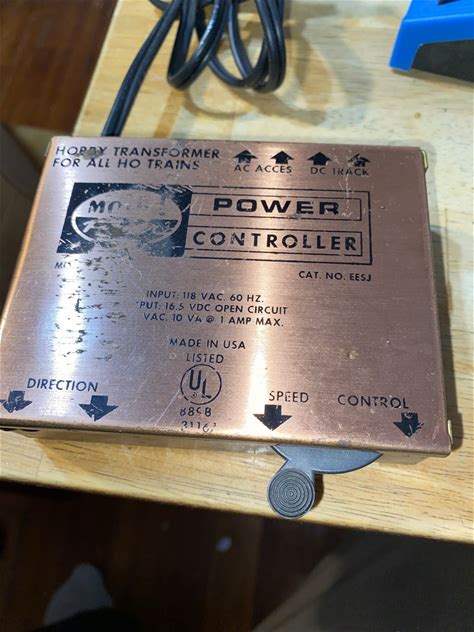 HOBBY TRANSFORMER
FOR ALL HO TRAINS
AC ACCES
DC TRACK
POWER
CONTROLLER
CAT. NO. EESJ
INPUT: 118 VAC, 60 HZ.
PUT: 16.5 VDC OPEN CIRCUIT
VAC, 10 VA @ 1 AMP MAX.
MADE IN USA
LISTED
UL
889B
DIRECTION
SPEED CONTROL